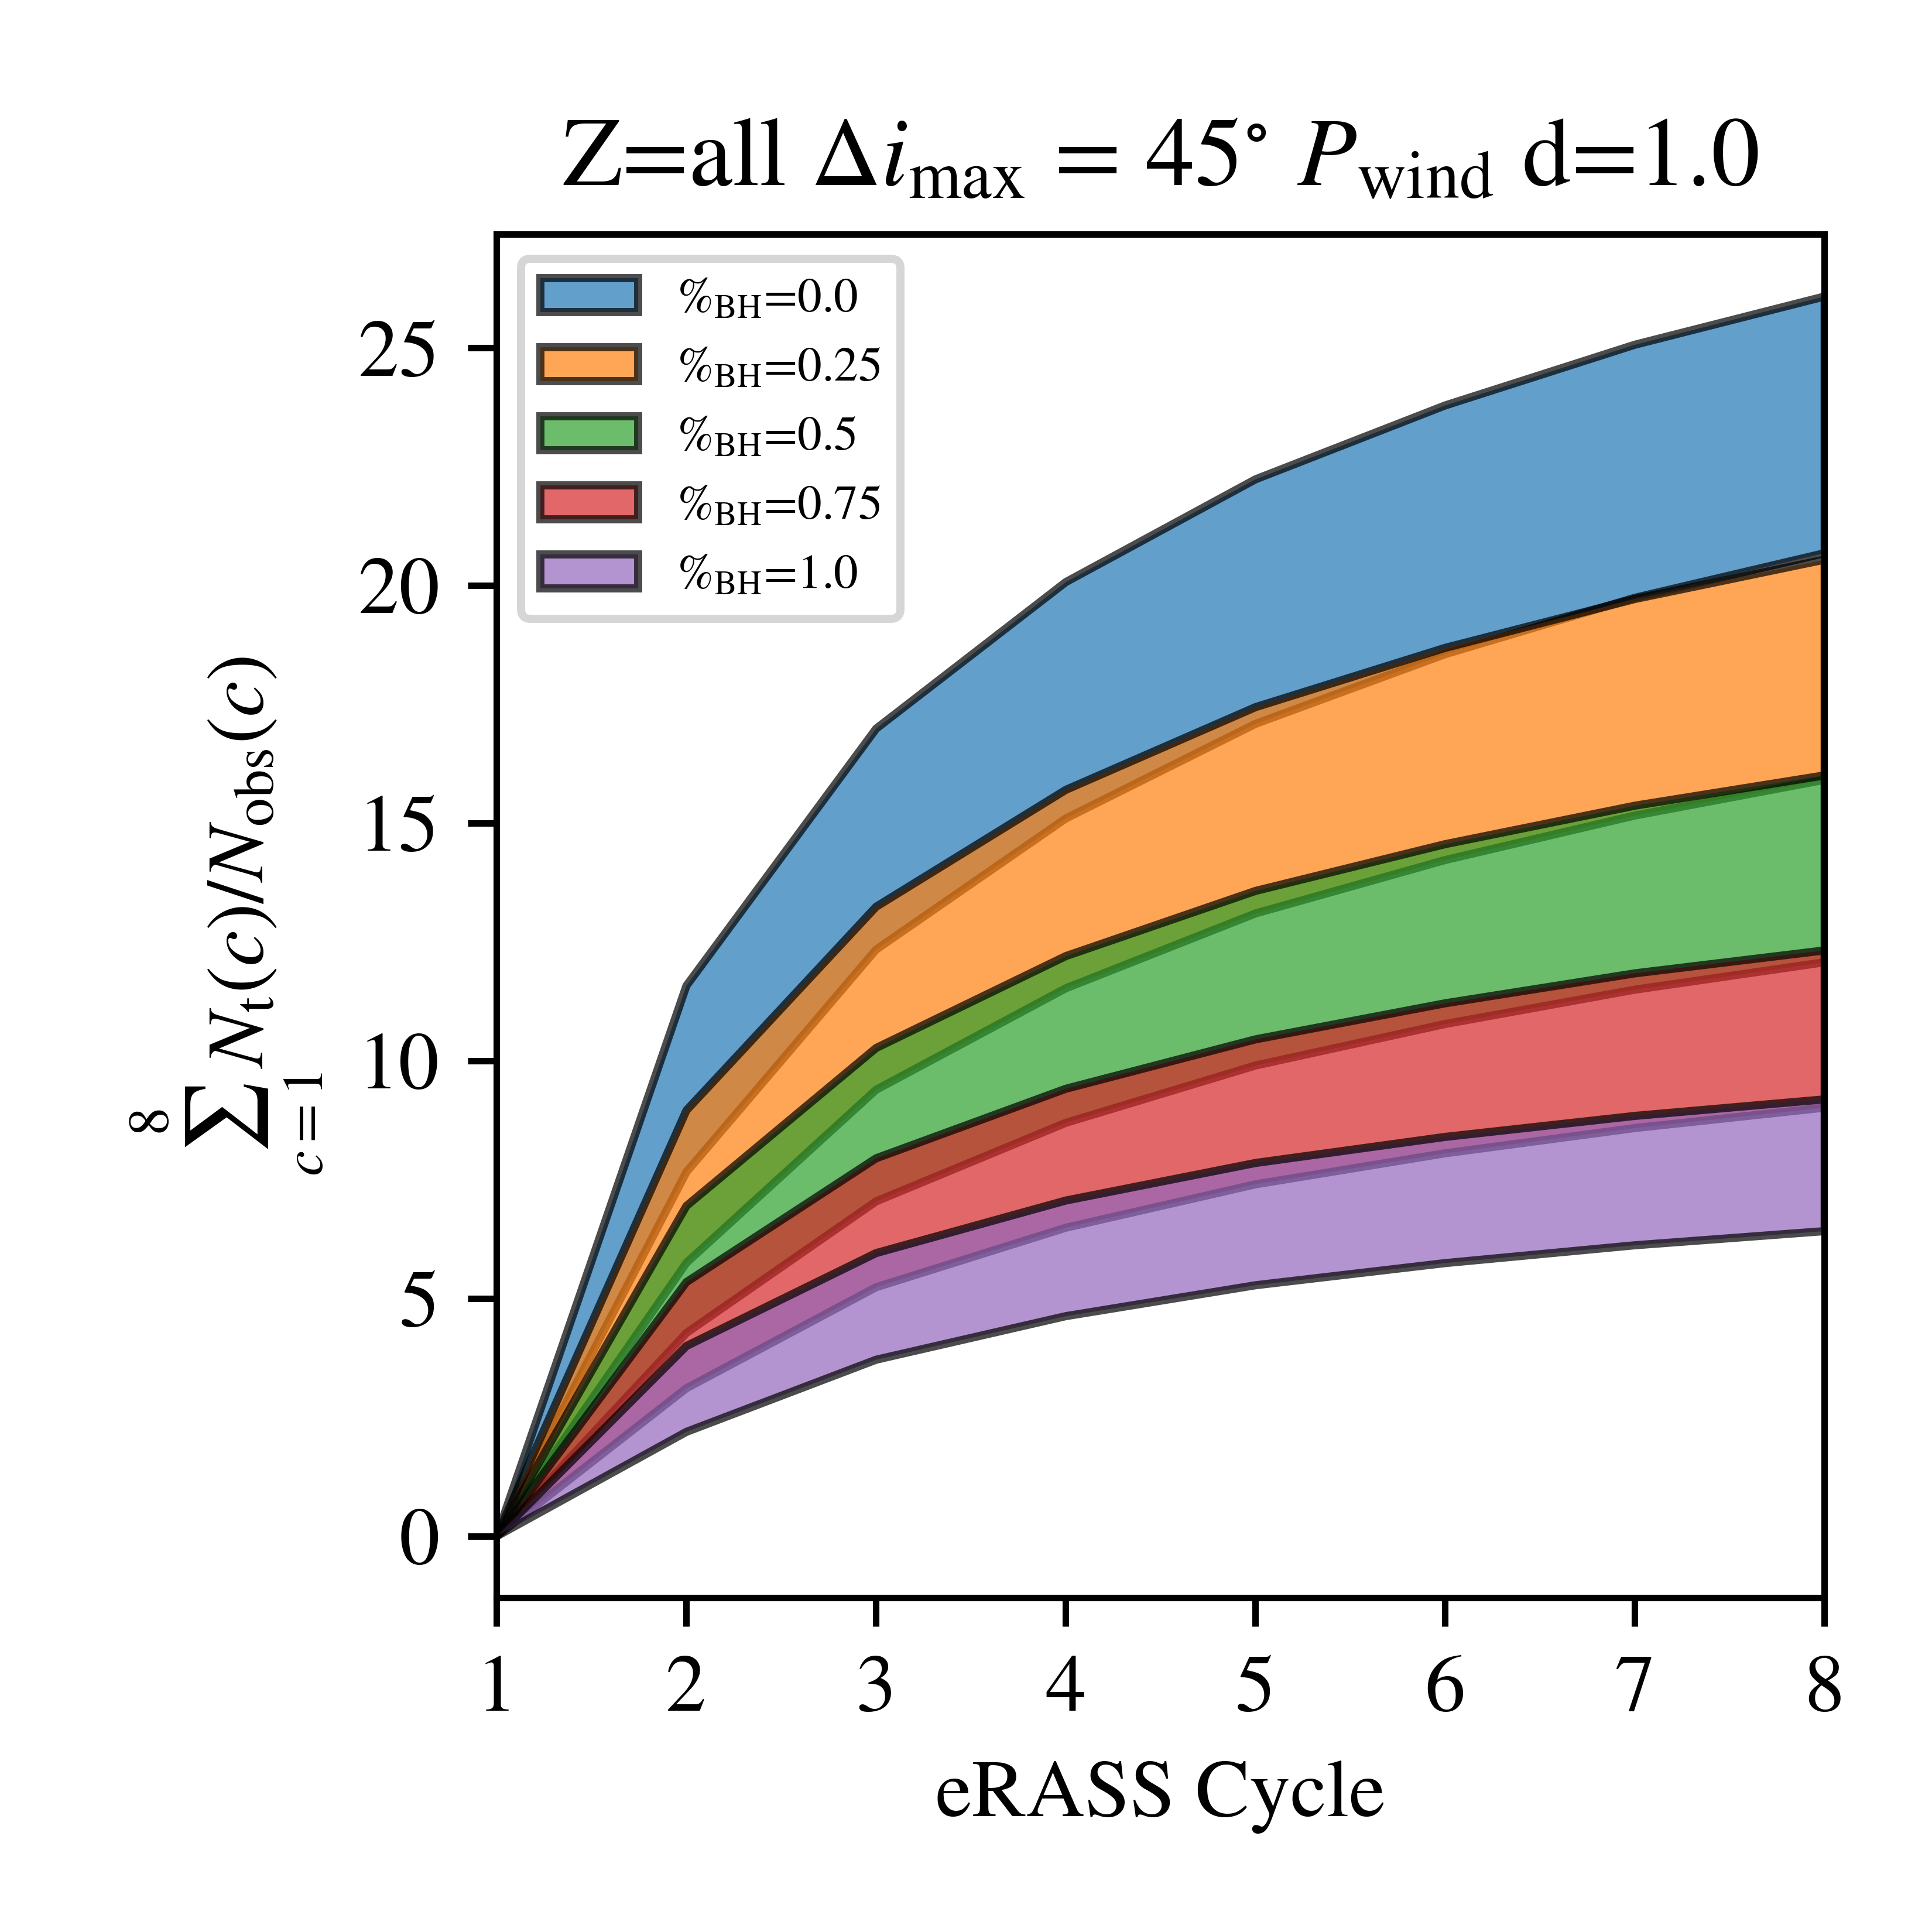 Z=all Δi_max = 45° P_wind d=1.0
%_BH=0.0
%_BH=0.25
%_BH=0.5
%_BH=0.75
%_BH=1.0
25
20
15
10
5
0
∑_{c=1}^{8} N_t(c)/N_obs(c)
1 2 3 4 5 6 7 8
eRASS Cycle